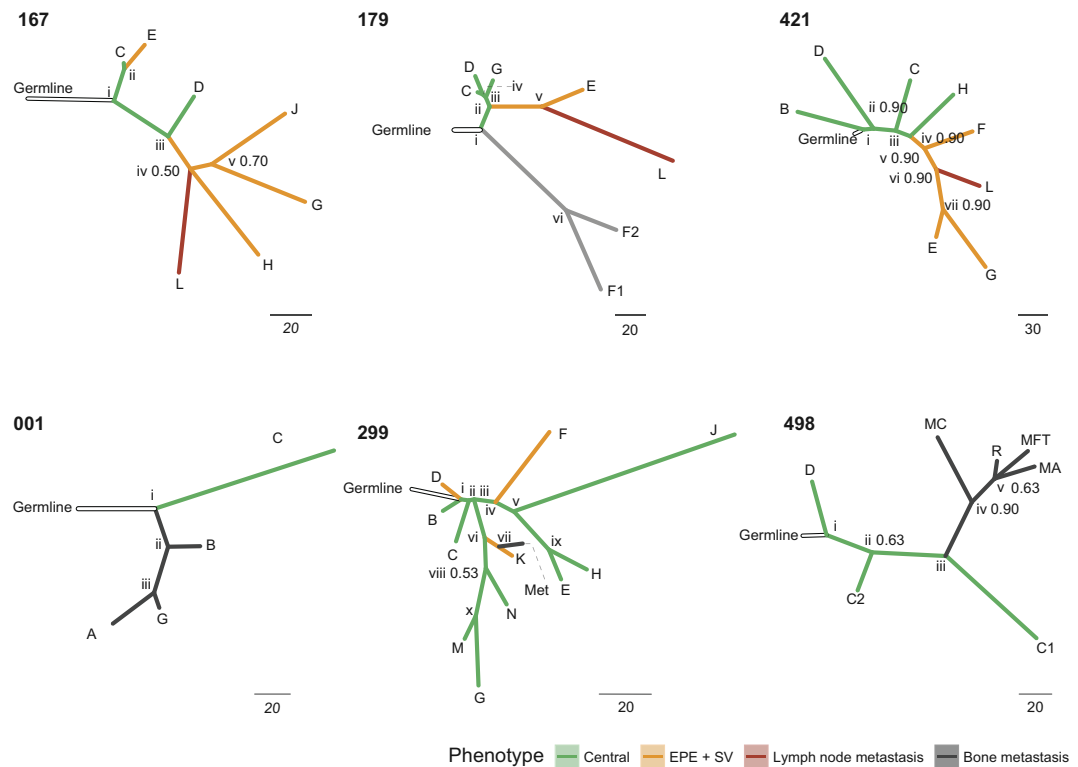 167
179
421
E
C
ii
i
Germline
D
iii
J
iv 0.50
v 0.70
G
H
L
20
D
G
iv
C
iii
ii
v
E
Germline
i
L
vi
F2
F1
20
D
C
H
B
ii 0.90
Germline
i
iii
iv 0.90
F
v 0.90
vi 0.90
L
vii 0.90
E
G
30
001
299
498
C
i
Germline
ii
B
iii
G
A
20
F
J
D
i
ii
iii
Germline
iv
v
B
C
vi
vii
K
ix
viii 0.53
Met
E
H
x
N
M
G
20
MC
R
MFT
MA
D
v 0.63
iv 0.90
i
Germline
ii 0.63
iii
C2
C1
20
Phenotype Central EPE + SV Lymph node metastasis Bone metastasis